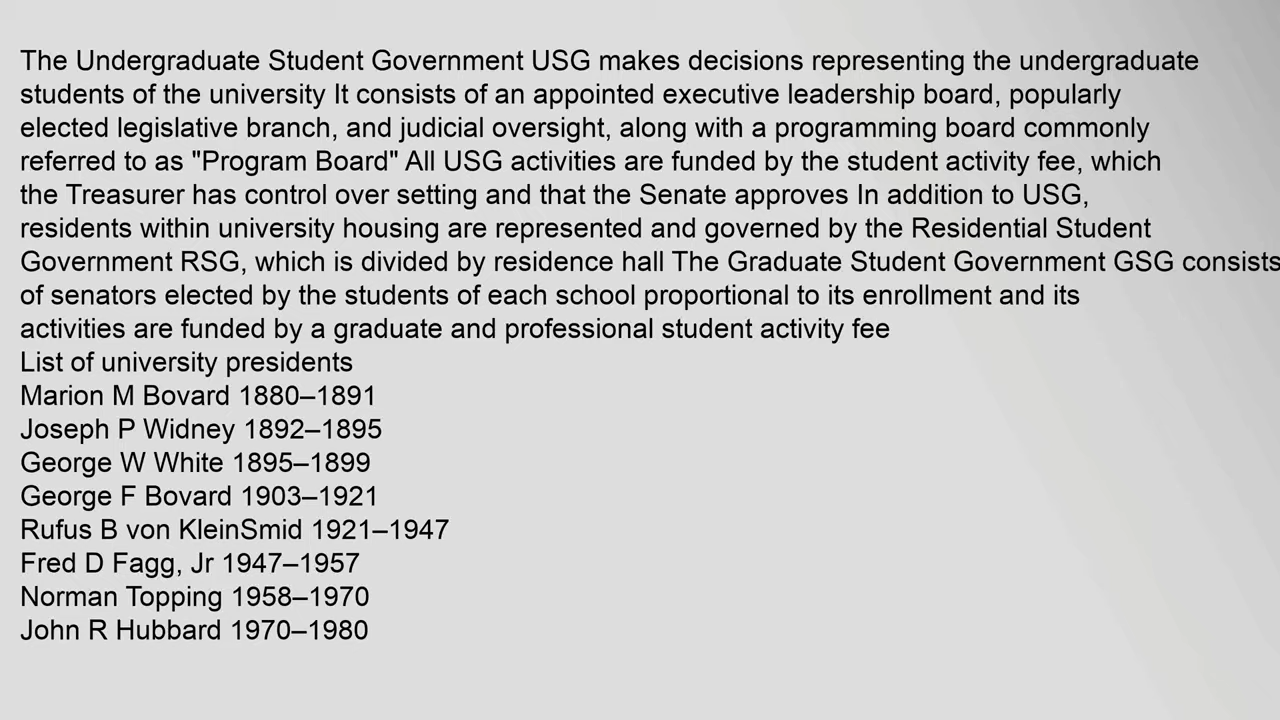 The Undergraduate Student Government USG makes decisions representing the undergraduate
students of the university It consists of an appointed executive leadership board, popularly
elected legislative branch, and judicial oversight, along with a programming board commonly
referred to as "Program Board" All USG activities are funded by the student activity fee, which
the Treasurer has control over setting and that the Senate approves In addition to USG,
residents within university housing are represented and governed by the Residential Student
Government RSG, which is divided by residence hall The Graduate Student Government GSG consists
of senators elected by the students of each school proportional to its enrollment and its
activities are funded by a graduate and professional student activity fee
List of university presidents
Marion M Bovard 1880–1891
Joseph P Widney 1892–1895
George W White 1895–1899
George F Bovard 1903–1921
Rufus B von KleinSmid 1921–1947
Fred D Fagg, Jr 1947–1957
Norman Topping 1958–1970
John R Hubbard 1970–1980